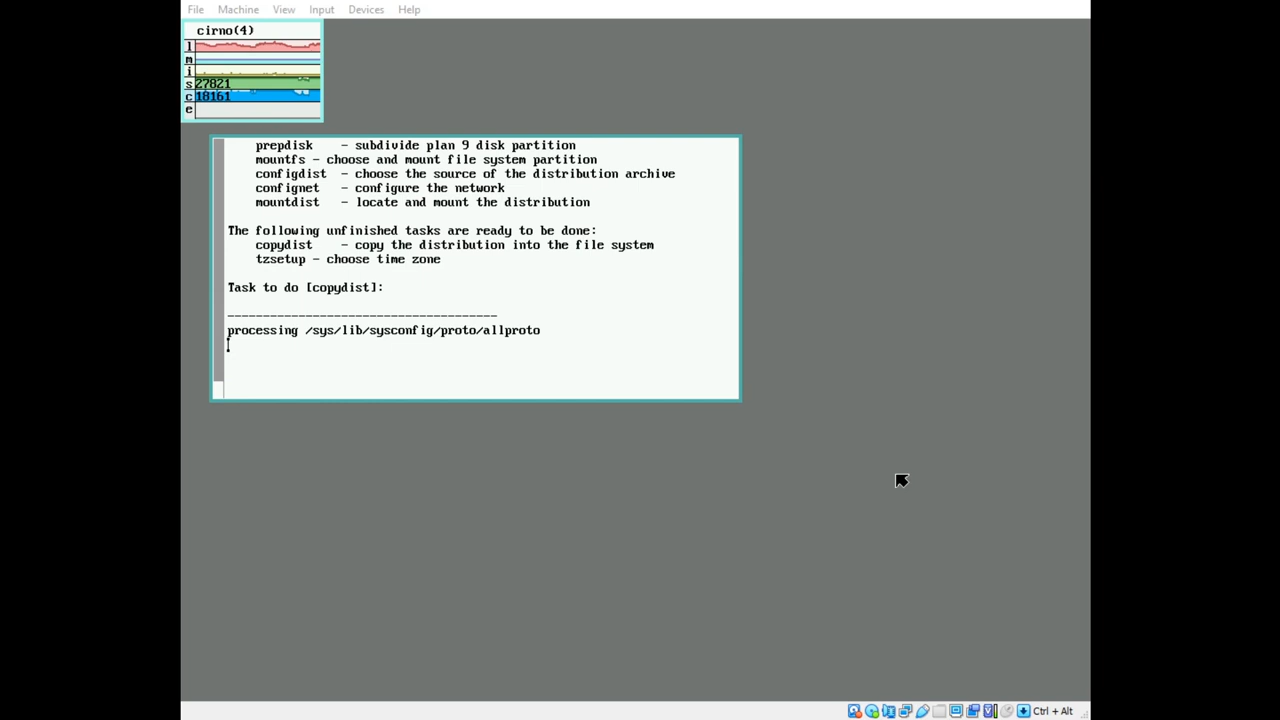 File Machine View Input Devices Help
cirno(4)
l
m
i
s 27821
c 18161
e
prepdisk - subdivide plan 9 disk partition
mountfs - choose and mount file system partition
configdist - choose the source of the distribution archive
confignet - configure the network
mountdist - locate and mount the distribution
The following unfinished tasks are ready to be done:
copydist - copy the distribution into the file system
tzsetup - choose time zone
Task to do [copydist]:
--------------------------------------
processing /sys/lib/sysconfig/proto/allproto
Ctrl + Alt